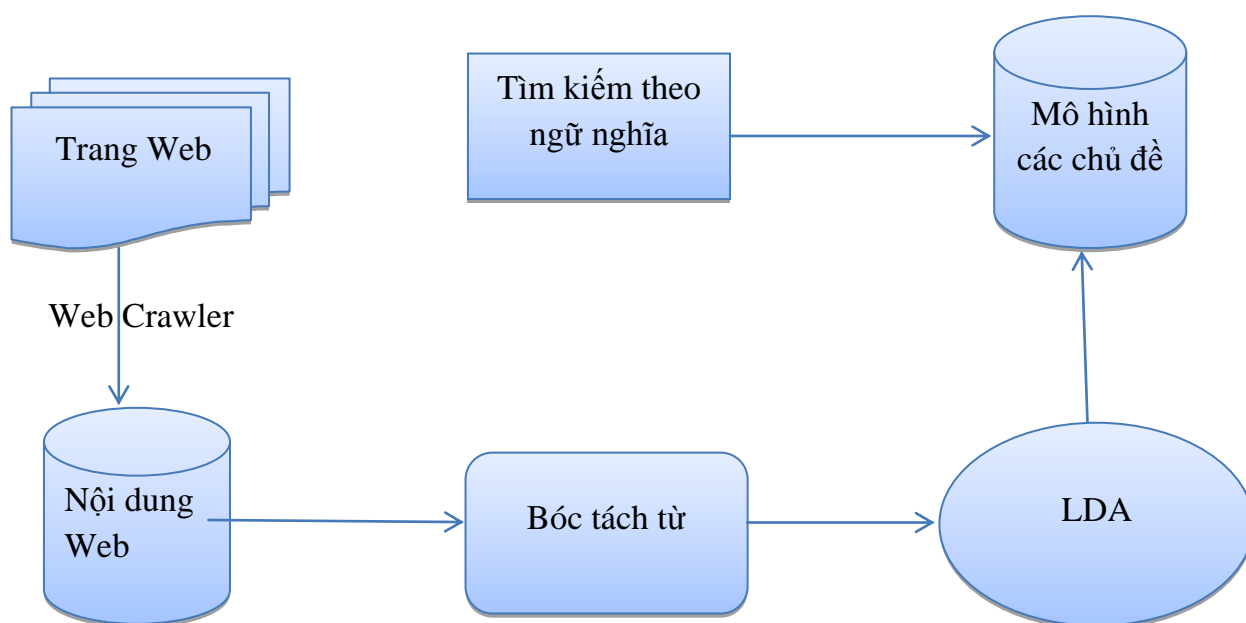 Trang Web
Tìm kiếm theo
ngữ nghĩa
Mô hình
các chủ đề
Web Crawler
Nội dung
Web
Bóc tách từ
LDA